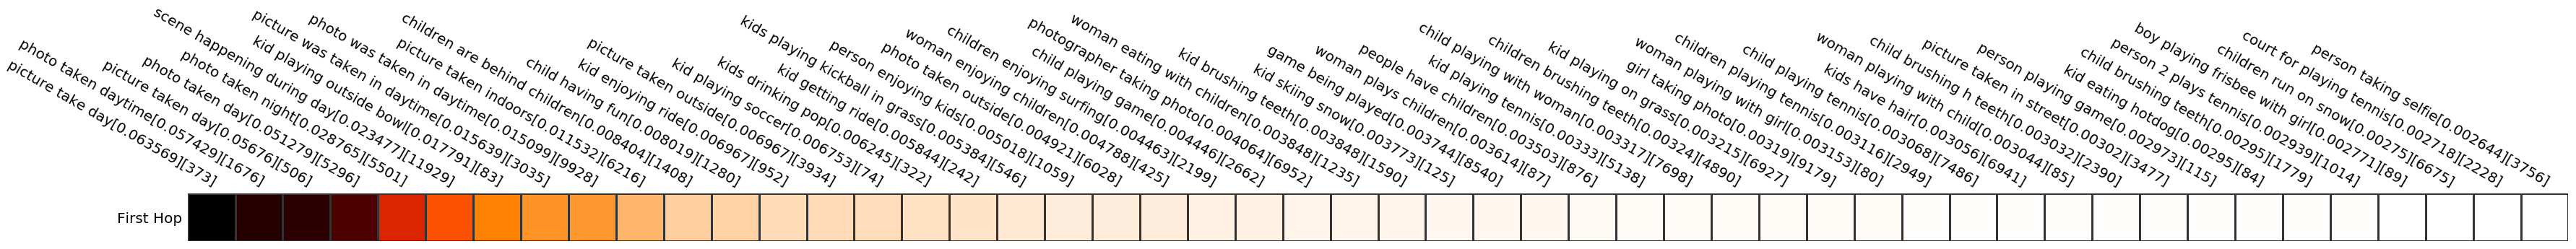 picture take day[0.063569][373]
photo taken daytime[0.057429][1676]
picture taken day[0.05676][506]
photo taken day[0.051279][5296]
photo taken night[0.028765][5501]
scene happening during day[0.023477][1929]
kid playing outside bowl[0.017791][83]
picture was taken in daytime[0.015639][3035]
photo was taken in daytime[0.015099][9928]
picture taken indoors[0.011532][6216]
children are behind children[0.008404][1408]
child having fun[0.008019][1280]
kid enjoying ride[0.006967][952]
picture taken outside[0.006967][3934]
kid playing soccer[0.006753][74]
kids drinking pop[0.006245][322]
kid getting ride[0.005844][242]
kids playing kickball in grass[0.005384][546]
person enjoying kids[0.005018][1059]
photo taken outside[0.004921][6028]
woman enjoying children[0.004788][425]
children enjoying surfing[0.004463][2199]
child playing game[0.004446][2662]
photographer taking photo[0.004064][6952]
woman eating with children[0.003848][1235]
kid brushing teeth[0.003848][1590]
kid skiing snow[0.003773][125]
game being played[0.003744][8540]
woman plays children[0.003614][87]
people have children[0.003503][876]
kid playing tennis[0.00333][5138]
child playing with woman[0.003317][7698]
children brushing teeth[0.00324][4890]
kid playing on grass[0.003215][6927]
girl taking photo[0.00319][9179]
woman playing with girl[0.003153][80]
children playing tennis[0.003116][2949]
child playing tennis[0.003068][7486]
kids have hair[0.003056][6941]
woman playing with child[0.003044][85]
child brushing h teeth[0.003032][2390]
picture taken in street[0.00302][3477]
person playing game[0.002973][115]
kid eating hotdog[0.00295][84]
child brushing teeth[0.00295][1779]
person 2 plays tennis[0.002939][1014]
boy playing frisbee with girl[0.002771][89]
children run on snow[0.00275][6675]
court for playing tennis[0.002718][2228]
person taking selfie[0.002644][3756]
First Hop